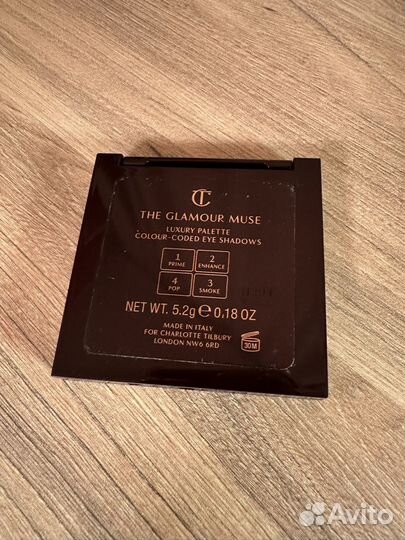 CT
THE GLAMOUR MUSE
LUXURY PALETTE
COLOUR-CODED EYE SHADOWS
1 2
PRIME ENHANCE
4 3
POP SMOKE
NET WT. 5.2g e 0.18 OZ
MADE IN ITALY
FOR CHARLOTTE TILBURY
LONDON NW6 6RD
30M
Avito